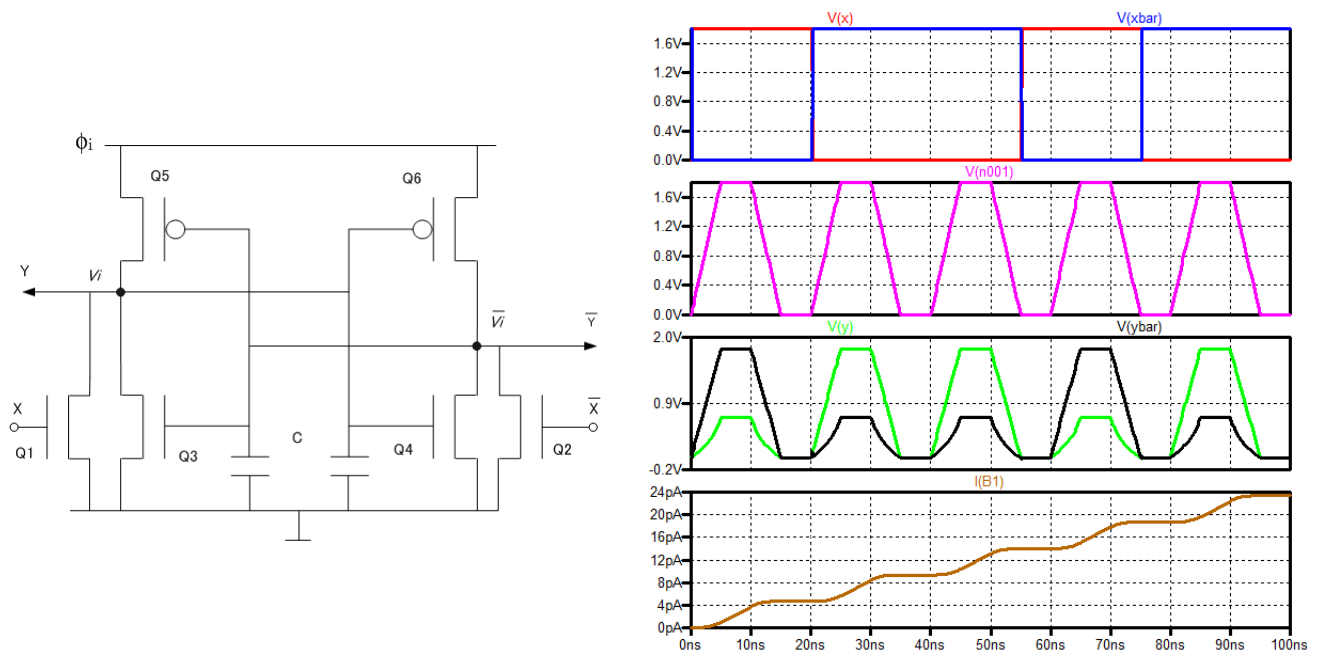 ϕi
Q5
Q6
Y
Vi
V̅i̅
Y̅
X
X̅
Q1
Q3
C
Q4
Q2
V(x)
V(xbar)
1.6V
1.2V
0.8V
0.4V
0.0V
V(n001)
1.6V
1.2V
0.8V
0.4V
0.0V
V(y)
V(ybar)
2.0V
0.9V
-0.2V
I(B1)
24pA
20pA
16pA
12pA
8pA
4pA
0pA
0ns 10ns 20ns 30ns 40ns 50ns 60ns 70ns 80ns 90ns 100ns